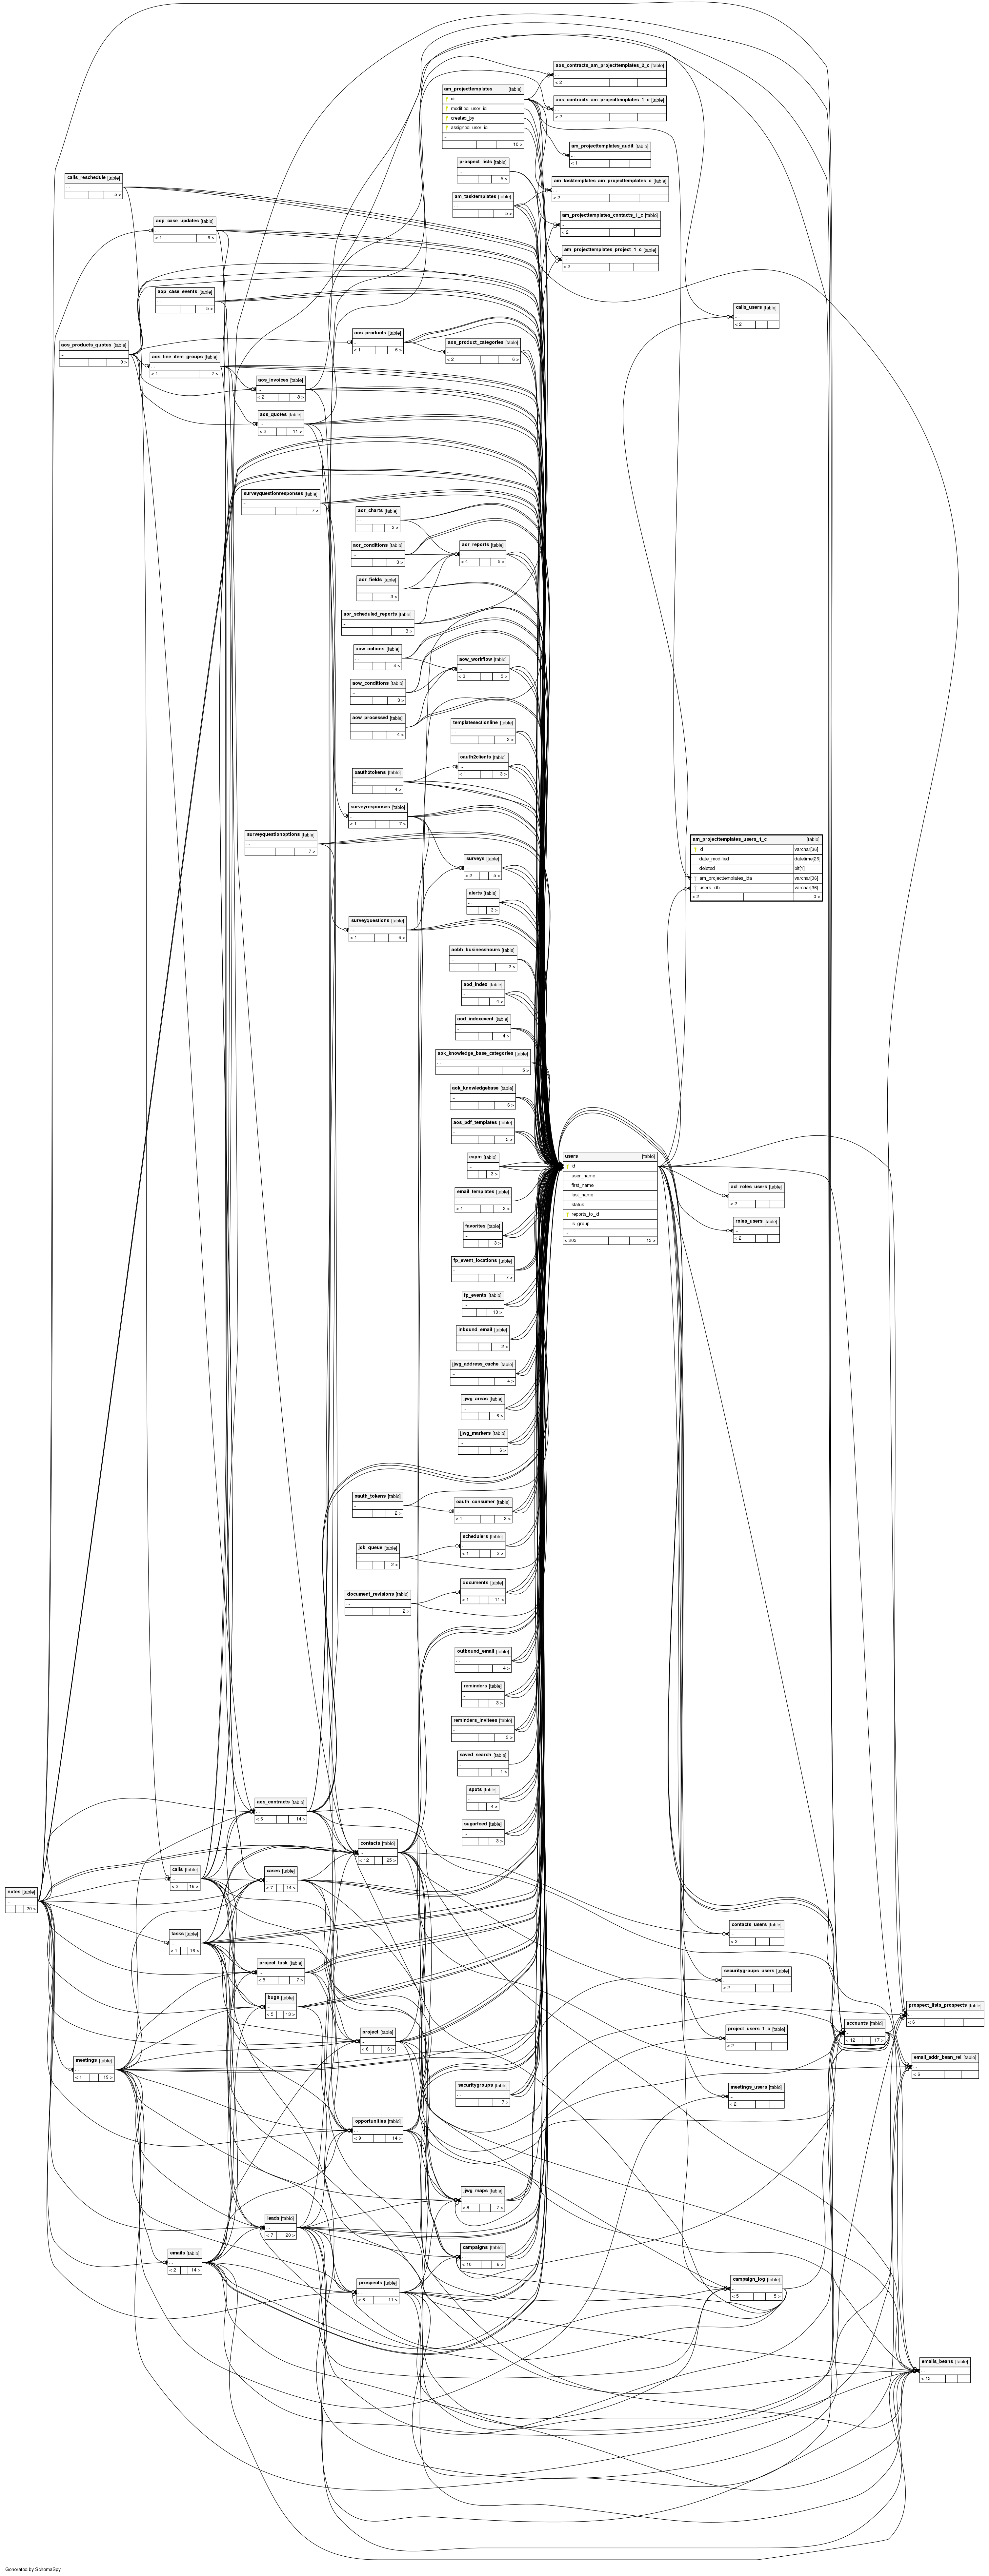 aos_contracts_am_projecttemplates_2_c [table]
...
< 2
am_projecttemplates [table]
id
modified_user_id
created_by
assigned_user_id
...
18 >
aos_contracts_am_projecttemplates_1_c [table]
...
< 2
am_projecttemplates_audit [table]
...
< 1
prospect_lists [table]
...
5 >
calls_reschedule [table]
...
5 >
am_tasktemplates_am_projecttemplates_c [table]
...
< 2
am_tasktemplates [table]
...
5 >
am_projecttemplates_contacts_1_c [table]
...
< 2
aop_case_updates [table]
...
< 1 6 >
am_projecttemplates_project_1_c [table]
...
< 2
aop_case_events [table]
...
5 >
calls_users [table]
...
< 2
aos_products [table]
...
< 1 6 >
aos_products_quotes [table]
...
9 >
aos_product_categories [table]
...
< 2 6 >
aos_line_item_groups [table]
...
< 1 7 >
aos_invoices [table]
...
< 2 8 >
aos_quotes [table]
...
< 2 11 >
surveyquestionresponses [table]
...
7 >
aor_charts [table]
...
3 >
aor_conditions [table]
...
3 >
aor_reports [table]
...
< 4 5 >
aor_fields [table]
...
3 >
aor_scheduled_reports [table]
...
3 >
aow_actions [table]
...
4 >
aow_workflow [table]
...
< 3 5 >
aow_conditions [table]
...
3 >
aow_processed [table]
...
4 >
templatesectionline [table]
...
2 >
oauth2clients [table]
...
< 1 3 >
oauth2tokens [table]
...
4 >
surveyresponses [table]
...
< 1 7 >
surveyquestionoptions [table]
...
7 >
am_projecttemplates_users_1_c [table]
id varchar[36]
date_modified datetime[26]
deleted bit[1]
am_projecttemplates_ida varchar[36]
users_idb varchar[36]
< 2 0 >
surveys [table]
...
< 2 5 >
alerts [table]
...
3 >
surveyquestions [table]
...
< 1 6 >
aobh_businesshours [table]
...
2 >
aod_index [table]
...
4 >
aod_indexevent [table]
...
4 >
aok_knowledge_base_categories [table]
...
5 >
aok_knowledgebase [table]
...
6 >
aos_pdf_templates [table]
...
5 >
eapm [table]
...
3 >
users [table]
id
user_name
first_name
last_name
status
reports_to_id
is_group
...
< 203 13 >
email_templates [table]
...
< 1 3 >
acl_roles_users [table]
...
< 2
favorites [table]
...
3 >
roles_users [table]
...
< 2
fp_event_locations [table]
...
7 >
fp_events [table]
...
10 >
inbound_email [table]
...
2 >
jjwg_address_cache [table]
...
4 >
jjwg_areas [table]
...
6 >
jjwg_markers [table]
...
6 >
oauth_tokens [table]
...
2 >
oauth_consumer [table]
...
< 1 3 >
schedulers [table]
...
< 1 2 >
job_queue [table]
...
2 >
documents [table]
...
< 1 11 >
document_revisions [table]
...
2 >
outbound_email [table]
...
4 >
reminders [table]
...
3 >
reminders_invitees [table]
...
3 >
saved_search [table]
...
1 >
spots [table]
...
4 >
aos_contracts [table]
...
< 6 14 >
sugarfeed [table]
...
3 >
contacts [table]
...
< 12 25 >
calls [table]
...
< 2 16 >
cases [table]
...
< 7 14 >
notes [table]
...
20 >
contacts_users [table]
...
< 2
tasks [table]
...
< 1 16 >
project_task [table]
...
< 5 7 >
securitygroups_users [table]
...
< 2
bugs [table]
...
< 5 13 >
prospect_lists_prospects [table]
...
< 6
accounts [table]
...
< 12 17 >
project [table]
...
< 6 16 >
project_users_1_c [table]
...
< 2
meetings [table]
...
< 1 19 >
email_addr_bean_rel [table]
...
< 6
securitygroups [table]
...
7 >
meetings_users [table]
...
< 2
opportunities [table]
...
< 9 14 >
jjwg_maps [table]
...
< 8 7 >
leads [table]
...
< 7 20 >
emails [table]
...
< 2 14 >
campaigns [table]
...
< 10 6 >
prospects [table]
...
< 6 11 >
campaign_log [table]
...
< 5 5 >
emails_beans [table]
...
< 13
Generated by SchemaSpy